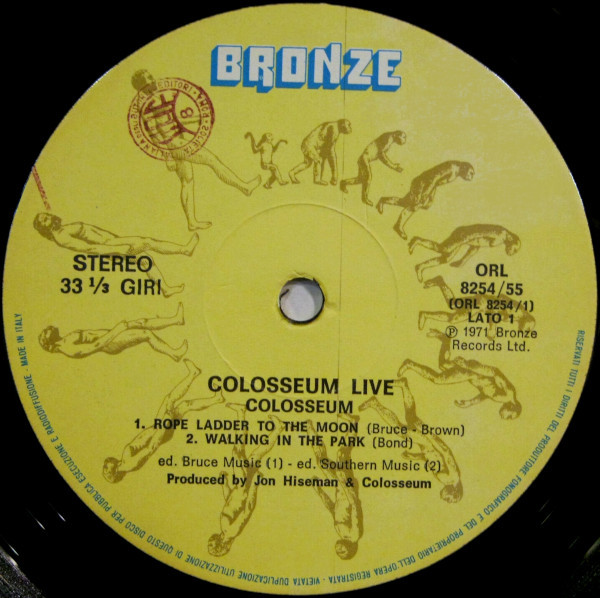 BRONZE
STEREO
33 ⅓ GIRI
ORL
8254/55
(ORL 8254/1)
LATO 1
℗ 1971 Bronze
Records Ltd.
COLOSSEUM LIVE
COLOSSEUM
1. ROPE LADDER TO THE MOON (Bruce - Brown)
2. WALKING IN THE PARK (Bond)
ed. Bruce Music (1) - ed. Southern Music (2)
Produced by Jon Hiseman & Colosseum
RISERVATI TUTTI I DIRITTI DEL PRODUTTORE FONOGRAFICO E DEL PROPRIETARIO DELL'OPERA REGISTRATA - VIETATA DUPLICAZIONE UTILIZZAZIONE DI QUESTO DISCO PER PUBBLICA ESECUZIONE E RADIODIFFUSIONE - MADE IN ITALY